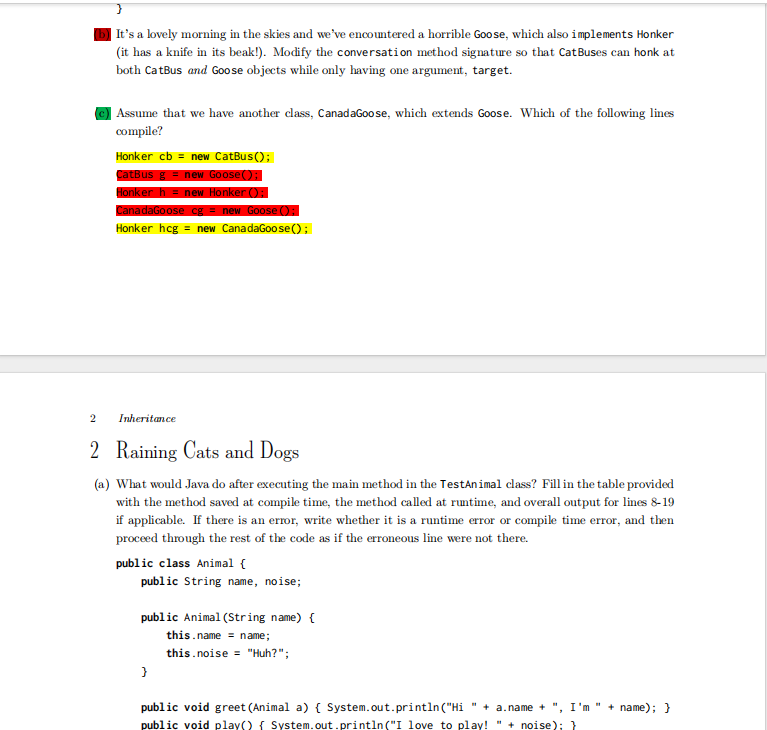 }
(b) It's a lovely morning in the skies and we've encountered a horrible Goose, which also implements Honker
(it has a knife in its beak!). Modify the conversation method signature so that CatBuses can honk at
both CatBus and Goose objects while only having one argument, target.
(c) Assume that we have another class, CanadaGoose, which extends Goose. Which of the following lines
compile?
Honker cb = new CatBus();
CatBus g = new Goose();
Honker h = new Honker();
CanadaGoose cg = new Goose();
Honker hcg = new CanadaGoose();
2 Inheritance
2 Raining Cats and Dogs
(a) What would Java do after executing the main method in the TestAnimal class? Fill in the table provided
with the method saved at compile time, the method called at runtime, and overall output for lines 8-19
if applicable. If there is an error, write whether it is a runtime error or compile time error, and then
proceed through the rest of the code as if the erroneous line were not there.
public class Animal {
public String name, noise;
public Animal(String name) {
this.name = name;
this.noise = "Huh?";
}
public void greet(Animal a) { System.out.println("Hi " + a.name + ", I'm " + name); }
public void play() { System.out.println("I love to play! " + noise); }